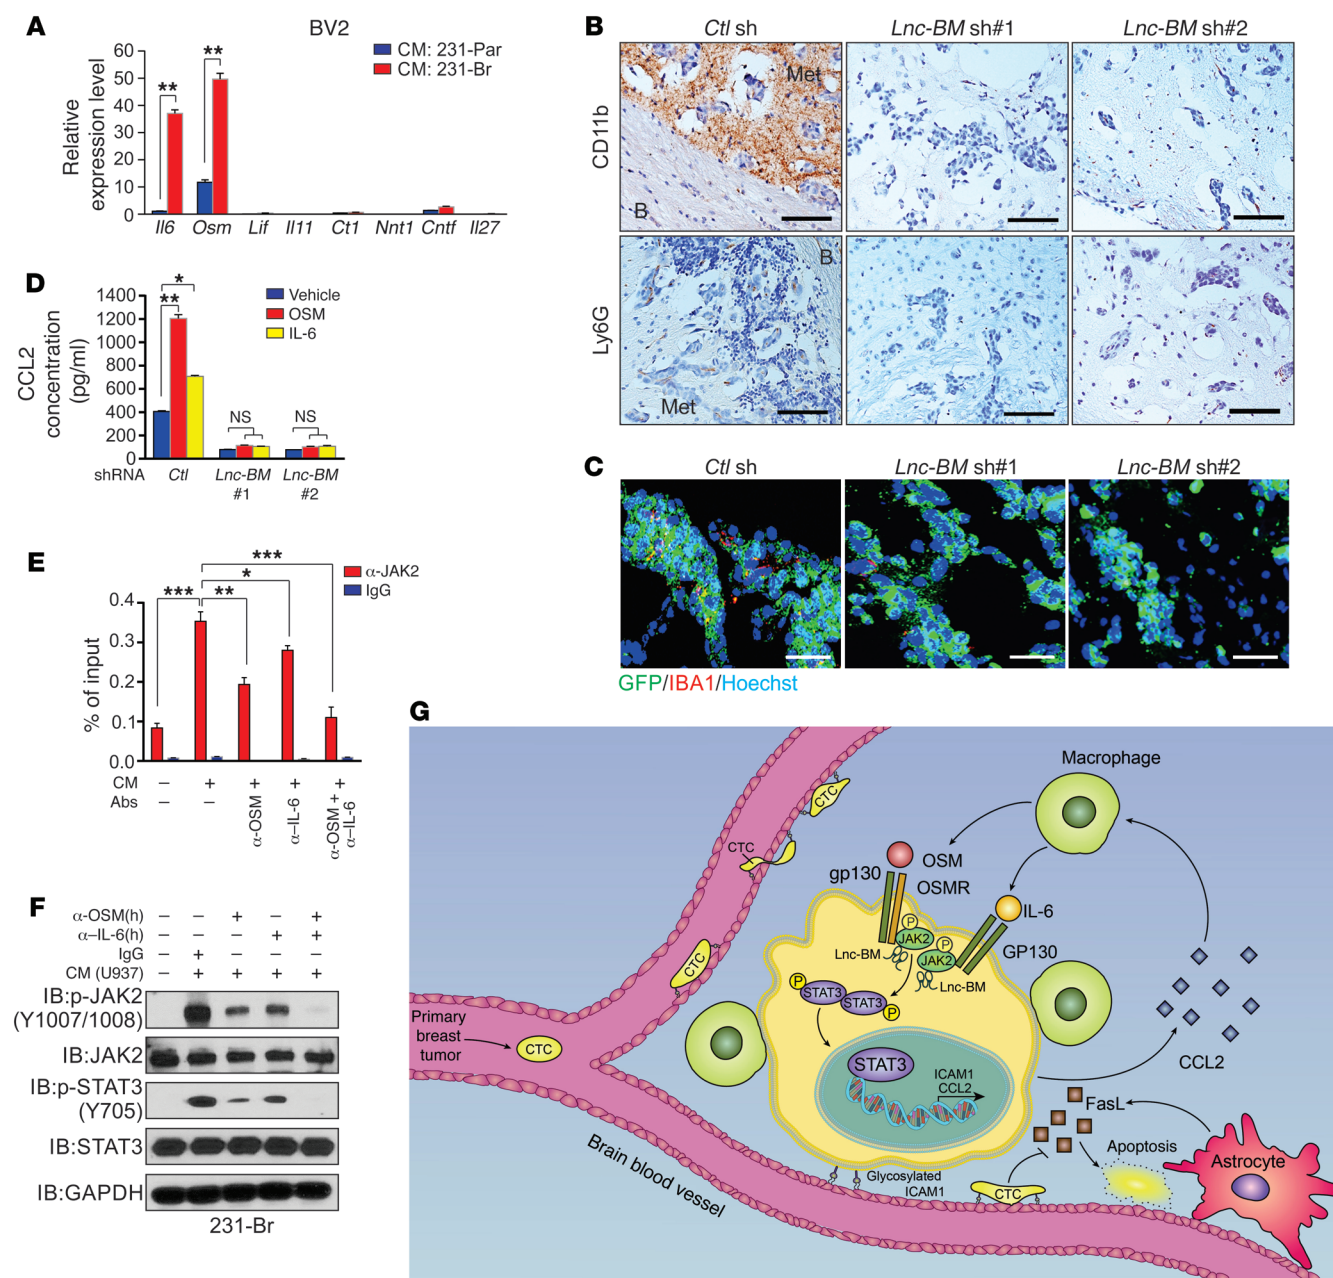 A
BV2
CM: 231-Par
CM: 231-Br
Relative
expression level
60
50
40
30
20
10
0
**
**
Il6 Osm Lif Il11 Ct1 Nnt1 Cntf Il27
B
Ctl sh Lnc-BM sh#1 Lnc-BM sh#2
CD11b
Met
B
Ly6G
B
Met
C
Ctl sh Lnc-BM sh#1 Lnc-BM sh#2
GFP/IBA1/Hoechst
D
CCL2
concentration
(pg/ml)
1400
1200
1000
800
600
400
200
0
*
**
NS NS
Vehicle
OSM
IL-6
shRNA Ctl Lnc-BM Lnc-BM
#1 #2
E
α-JAK2
IgG
% of input
0.4
0.3
0.2
0.1
0.0
***
*
*** **
CM – + + + +
Abs – – α-OSM α–IL-6 α-OSM + α–IL-6
F
α-OSM(h) – – + – +
α–IL-6(h) – – – + +
IgG – + – – –
CM (U937) – + + + +
IB:p-JAK2
(Y1007/1008)
IB:JAK2
IB:p-STAT3
(Y705)
IB:STAT3
IB:GAPDH
231-Br
G
Macrophage
CTC
CTC
OSM
gp130
OSMR
IL-6
P
JAK2
P
JAK2
GP130
Lnc-BM
Lnc-BM
CTC
P
STAT3
STAT3
P
Primary
breast
tumor
CTC
STAT3
ICAM1
CCL2
CCL2
FasL
Apoptosis
Astrocyte
Glycosylated
ICAM1
CTC
Brain blood vessel